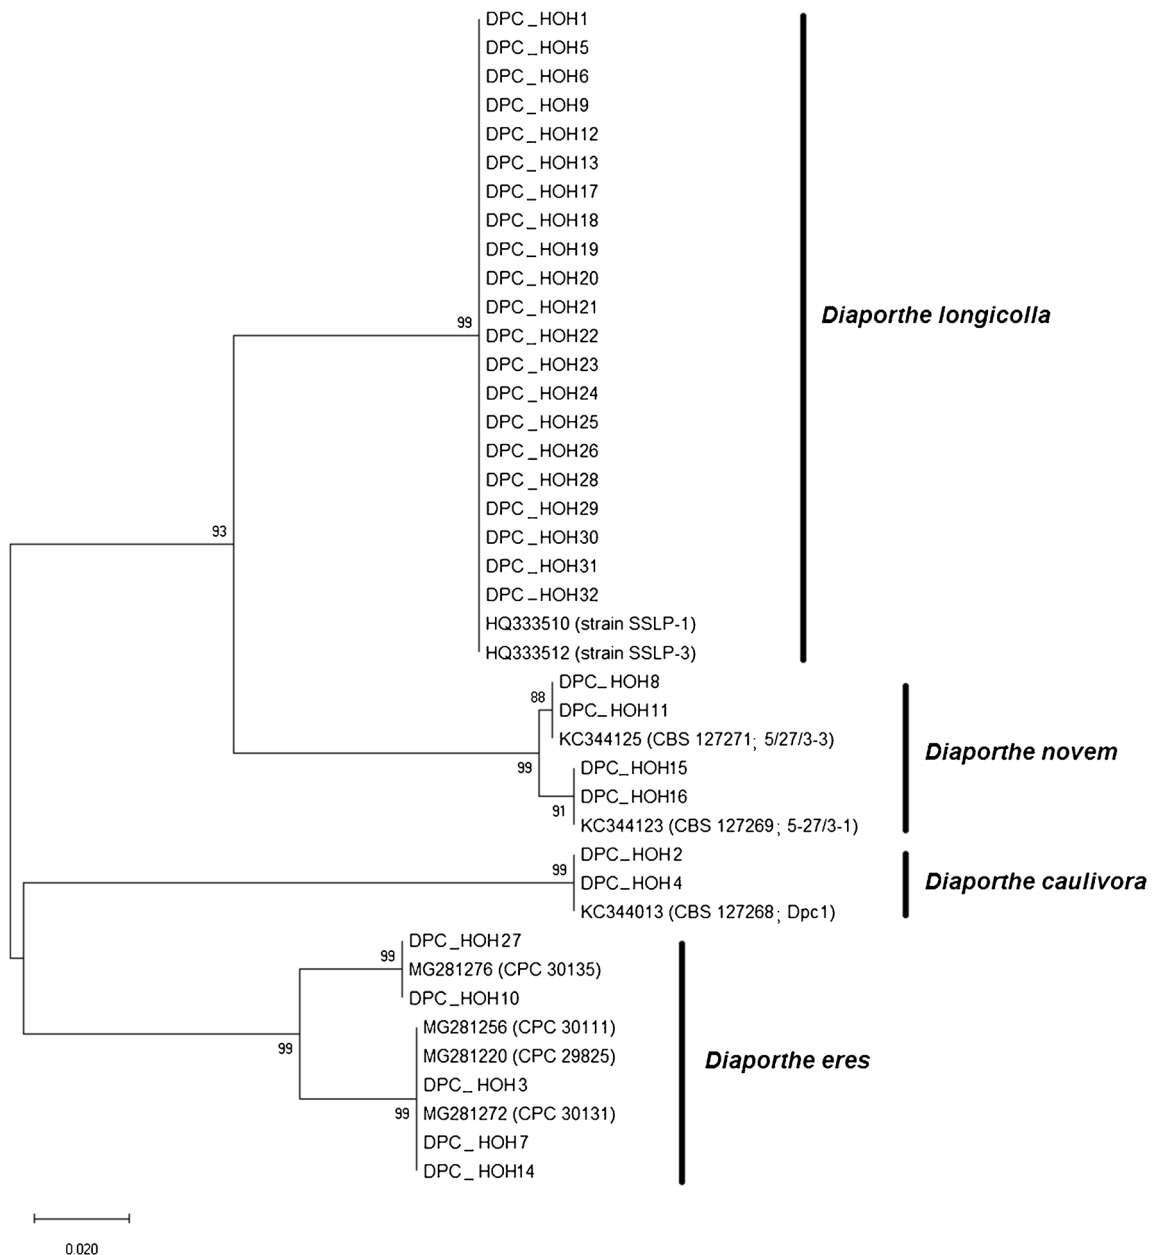 DPC_HOH1
DPC_HOH5
DPC_HOH6
DPC_HOH9
DPC_HOH12
DPC_HOH13
DPC_HOH17
DPC_HOH18
DPC_HOH19
DPC_HOH20
DPC_HOH21
DPC_HOH22
DPC_HOH23
DPC_HOH24
DPC_HOH25
DPC_HOH26
DPC_HOH28
DPC_HOH29
DPC_HOH30
DPC_HOH31
DPC_HOH32
HQ333510 (strain SSLP-1)
HQ333512 (strain SSLP-3)
99
Diaporthe longicolla
93
DPC_HOH8
DPC_HOH11
KC344125 (CBS 127271; 5/27/3-3)
88
DPC_HOH15
DPC_HOH16
KC344123 (CBS 127269; 5-27/3-1)
99
91
Diaporthe novem
DPC_HOH2
DPC_HOH4
KC344013 (CBS 127268; Dpc1)
99
Diaporthe caulivora
DPC_HOH27
MG281276 (CPC 30135)
DPC_HOH10
99
MG281256 (CPC 30111)
MG281220 (CPC 29825)
DPC_HOH3
MG281272 (CPC 30131)
DPC_HOH7
DPC_HOH14
99
99
Diaporthe eres
0.020